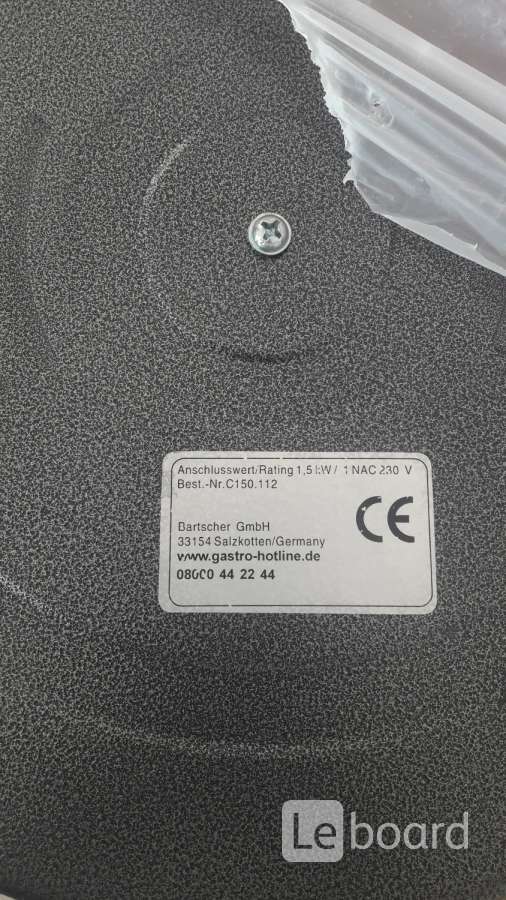 Anschlusswert/Rating 1,5 kW / 1 NAC 230 V
Best.-Nr.C150.112
CE
Bartscher GmbH
33154 Salzkotten/Germany
www.gastro-hotline.de
08000 44 22 44
Leboard